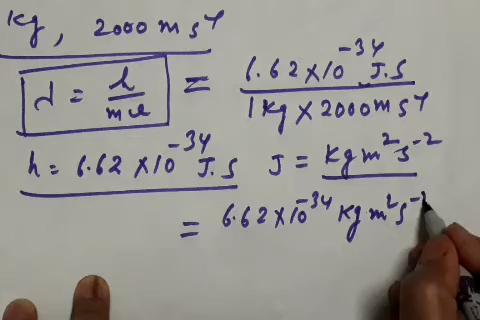 kg, 2000 m s⁻¹
λ = h/mv = 6.62 × 10⁻³⁴ J.S / 1 kg × 2000 m s⁻¹
h = 6.62 × 10⁻³⁴ J.S J = kg m² s⁻²
= 6.62 × 10⁻³⁴ kg m² s⁻